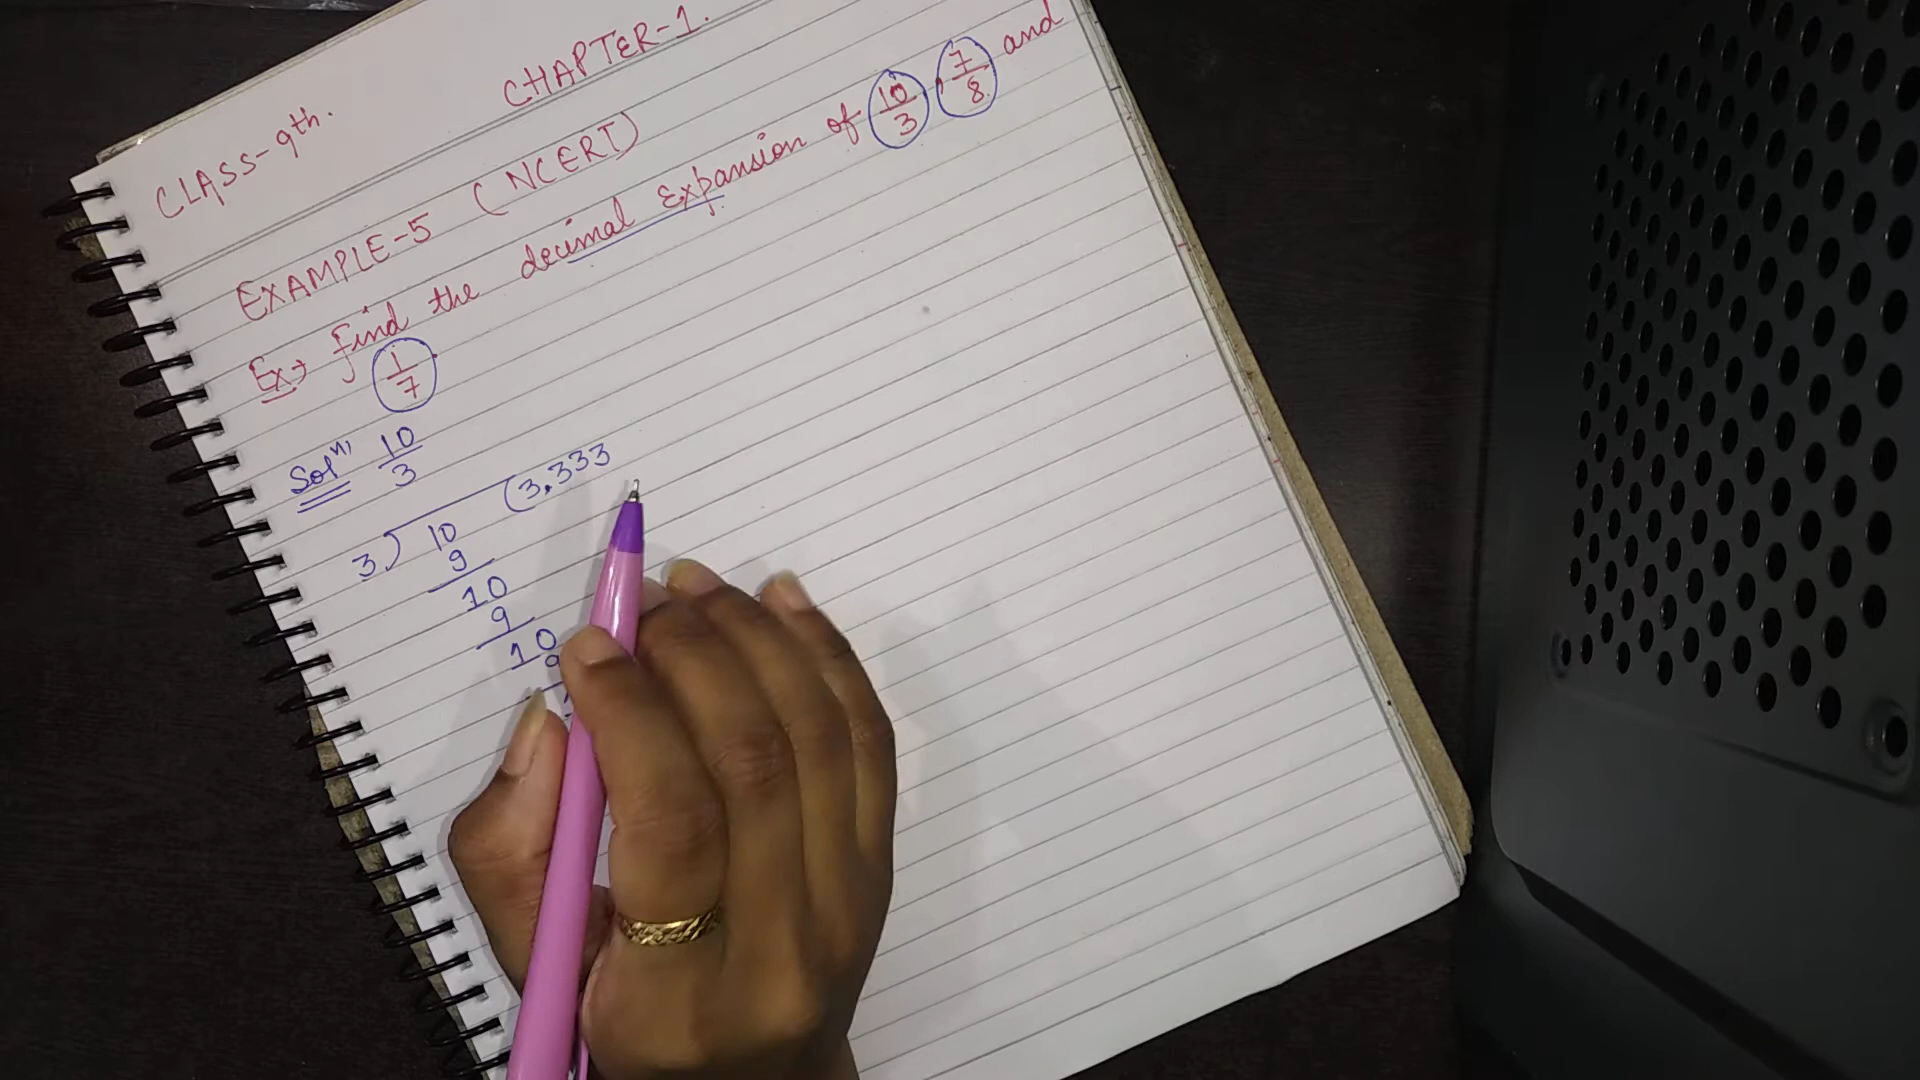 CLASS-9th.
CHAPTER-1.
EXAMPLE-5 (NCERT)
Ex→ Find the decimal Expansion of 10/3, 7/8 and
1/7.
Solⁿ) 10/3
3) 10 (3.333
9
10
9
10
9